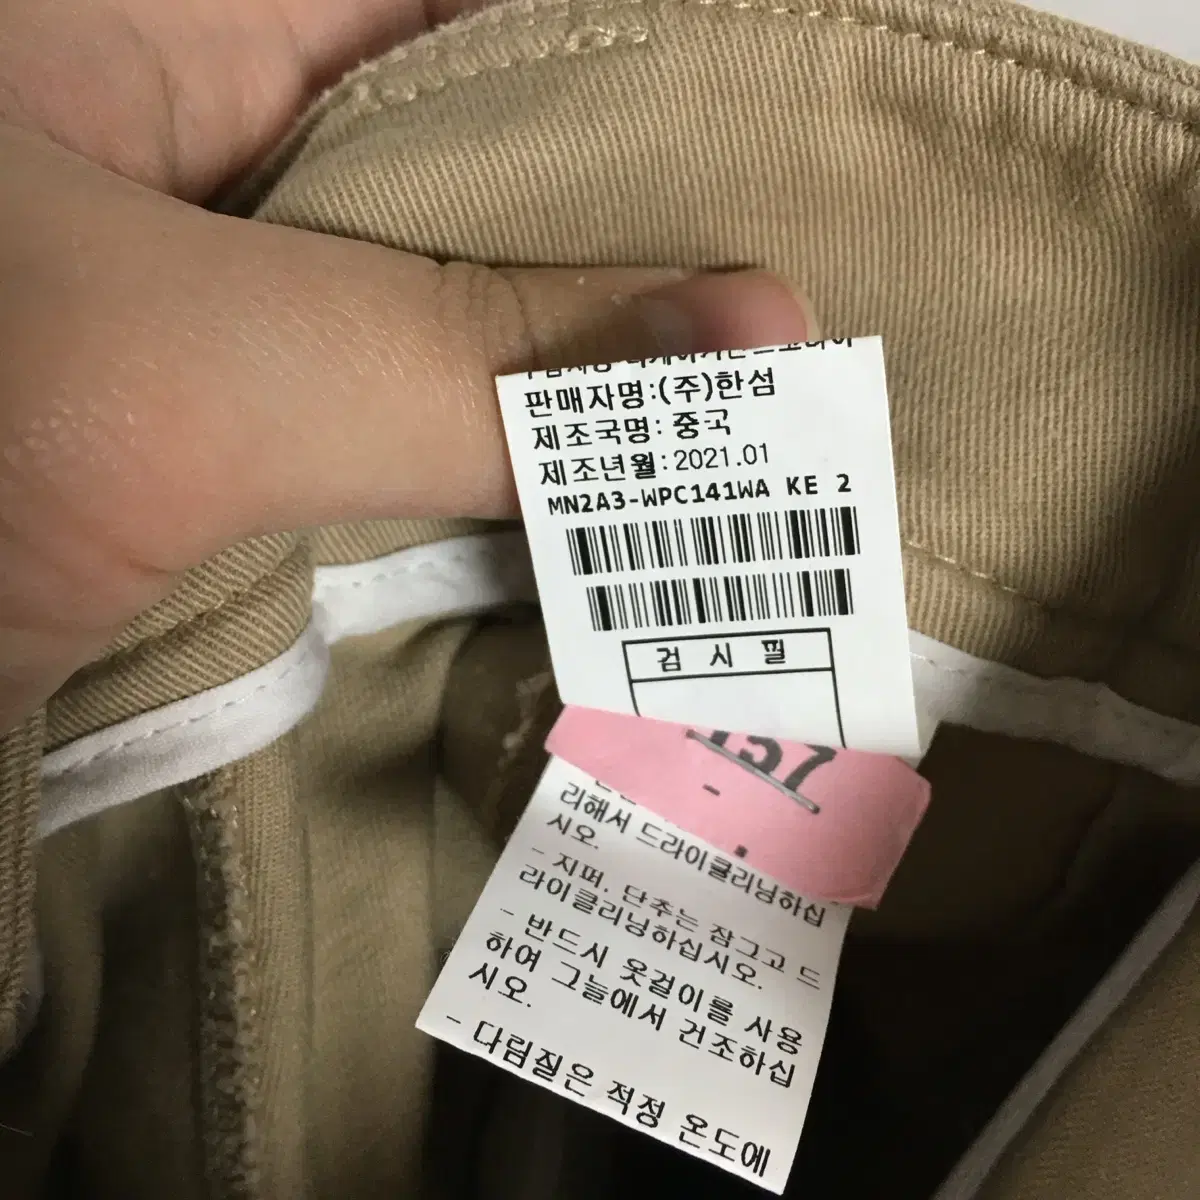 판매자명:(주)한섬
제조국명: 중국
제조년월:2021.01
MN2A3-WPC141WA KE 2
검 시 필
137
리해서 드라이클리닝하십
시오.
- 지퍼. 단추는 잠그고 드
라이클리닝하십시오.
- 반드시 옷걸이를 사용
하여 그늘에서 건조하십
시오.
- 다림질은 적정 온도에